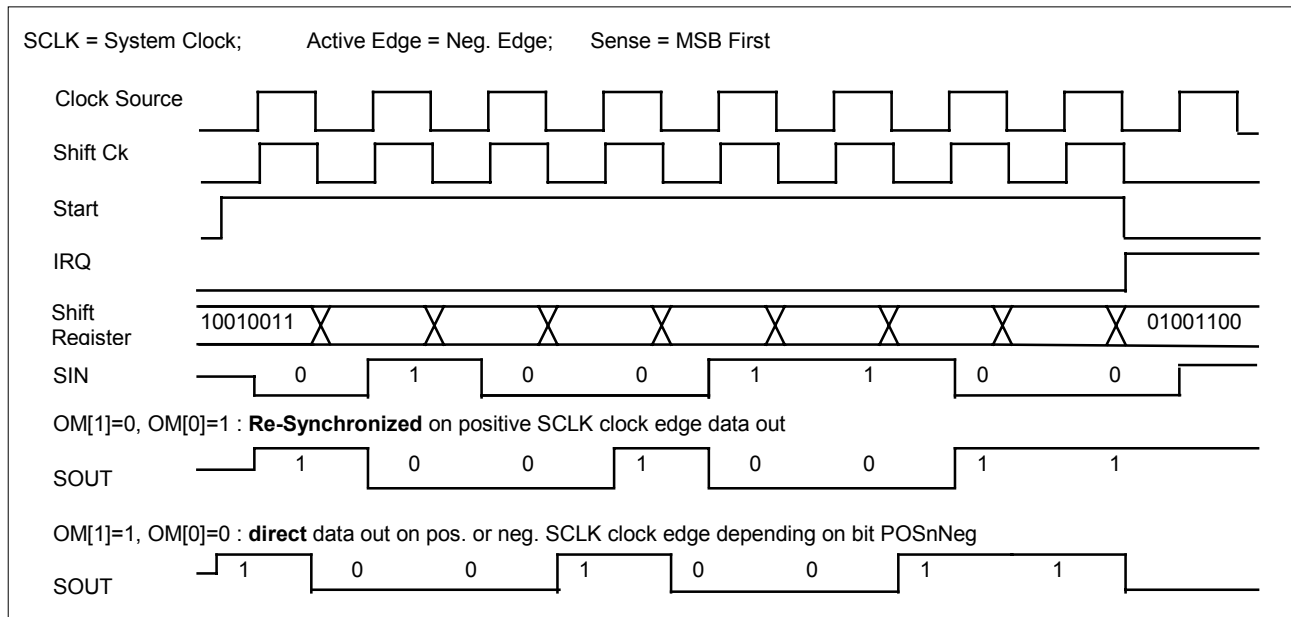 SCLK = System Clock; Active Edge = Neg. Edge; Sense = MSB First
Clock Source
Shift Ck
Start
IRQ
Shift
Register
10010011 01001100
SIN 0 1 0 0 1 1 0 0
OM[1]=0, OM[0]=1 : Re-Synchronized on positive SCLK clock edge data out
SOUT 1 0 0 1 0 0 1 1
OM[1]=1, OM[0]=0 : direct data out on pos. or neg. SCLK clock edge depending on bit POSnNeg
SOUT 1 0 0 1 0 0 1 1